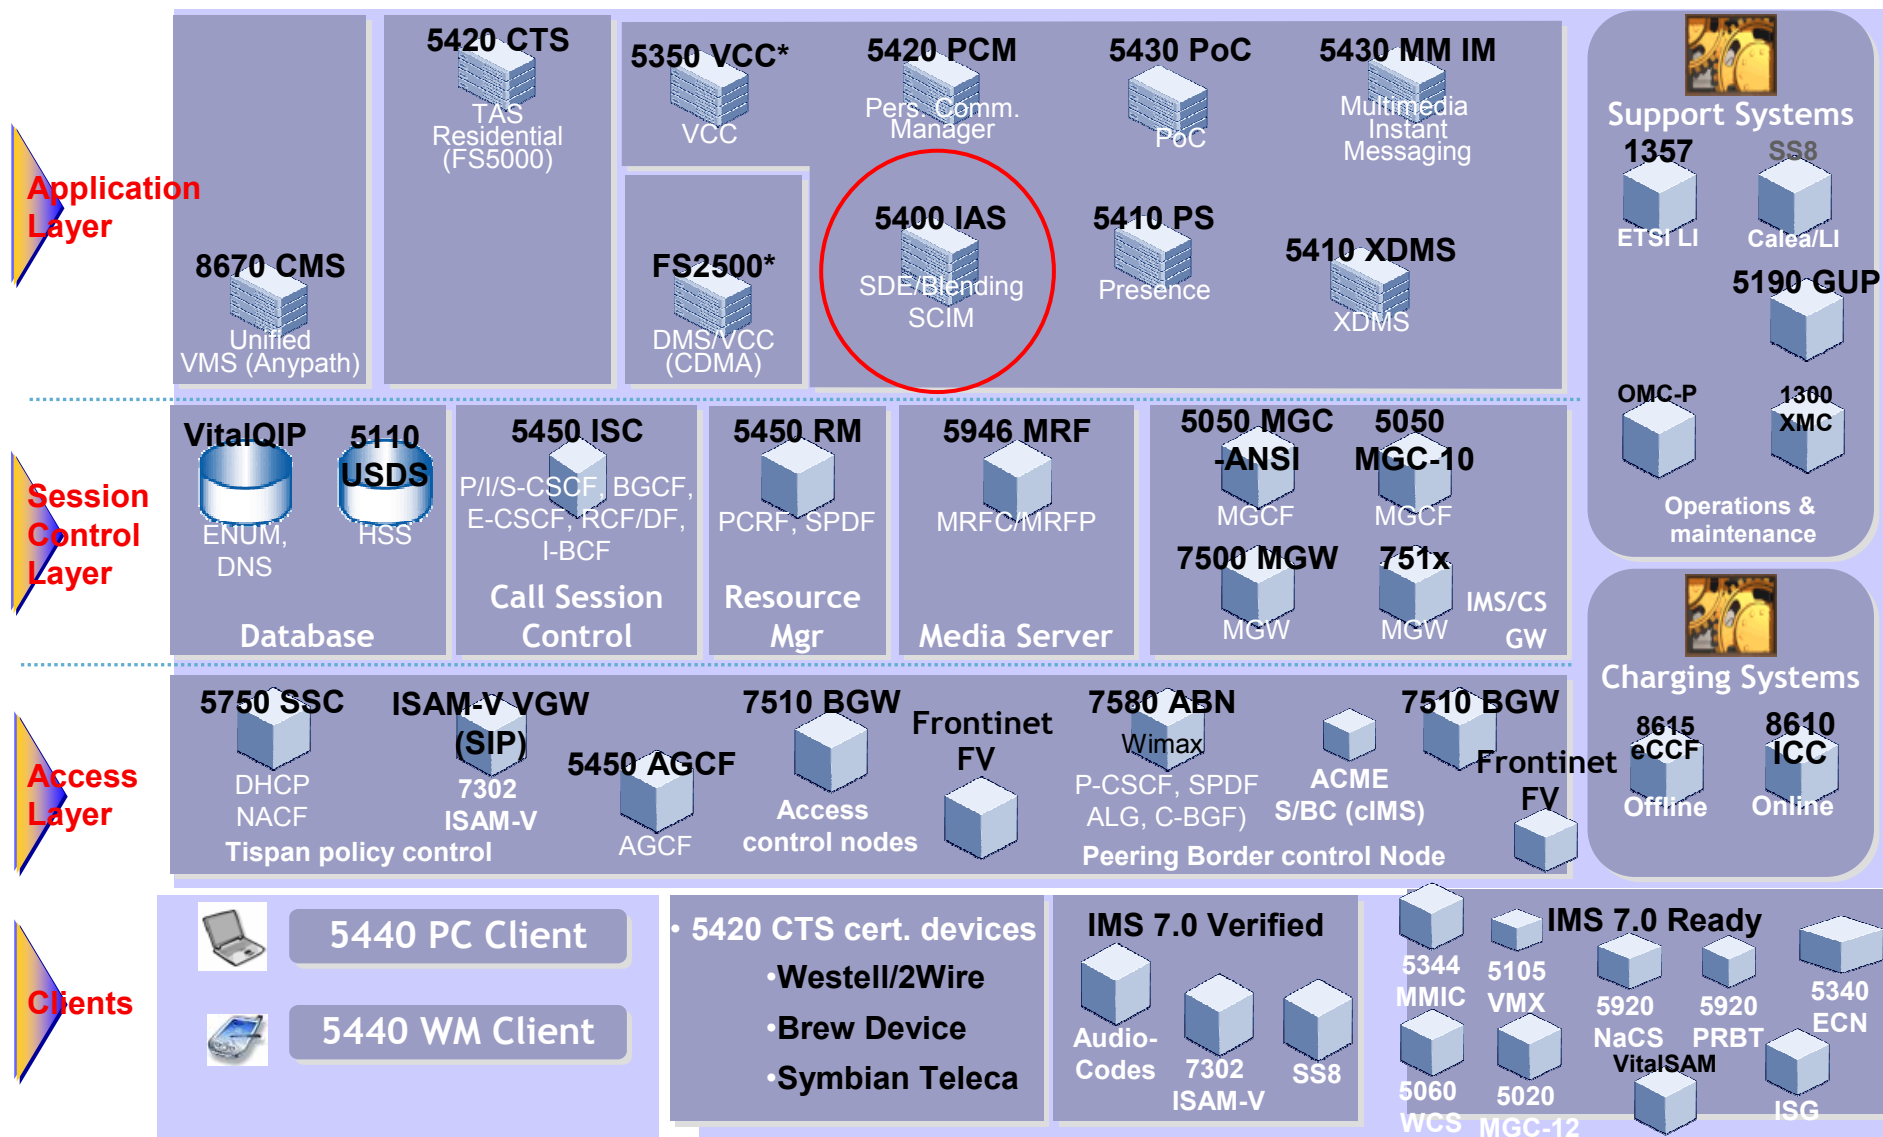 Application
Layer
5420 CTS
TAS
Residential
(FS5000)
5350 VCC*
VCC
5420 PCM
Pers. Comm.
Manager
5430 PoC
PoC
5430 MM IM
Multimedia
Instant
Messaging
8670 CMS
Unified
VMS (Anypath)
FS2500*
DMS/VCC
(CDMA)
5400 IAS
SDE/Blending
SCIM
5410 PS
Presence
5410 XDMS
XDMS
Support Systems
1357
ETSI LI
SS8
Calea/LI
5190 GUP
OMC-P
1300
XMC
Operations &
maintenance
Session
Control
Layer
VitalQIP
ENUM,
DNS
5110
USDS
HSS
Database
5450 ISC
P/I/S-CSCF, BGCF,
E-CSCF, RCF/DF,
I-BCF
Call Session
Control
5450 RM
PCRF, SPDF
Resource
Mgr
5946 MRF
MRFC/MRFP
Media Server
5050 MGC
-ANSI
MGCF
5050
MGC-10
MGCF
7500 MGW
MGW
751x
MGW
IMS/CS
GW
Charging Systems
8615
eCCF
Offline
8610
ICC
Online
Access
Layer
5750 SSC
DHCP
NACF
ISAM-V VGW
(SIP)
7302
ISAM-V
5450 AGCF
AGCF
Tispan policy control
7510 BGW
Access
control nodes
Frontinet
FV
7580 ABN
Wimax
P-CSCF, SPDF
ALG, C-BGF)
ACME
S/BC (cIMS)
7510 BGW
Frontinet
FV
Peering Border control Node
Clients
5440 PC Client
5440 WM Client
• 5420 CTS cert. devices
•Westell/2Wire
•Brew Device
•Symbian Teleca
IMS 7.0 Verified
Audio-
Codes
7302
ISAM-V
SS8
IMS 7.0 Ready
5344
MMIC
5105
VMX
5920
NaCS
5920
PRBT
5340
ECN
5060
WCS
5020
MGC-12
VitalSAM
ISG